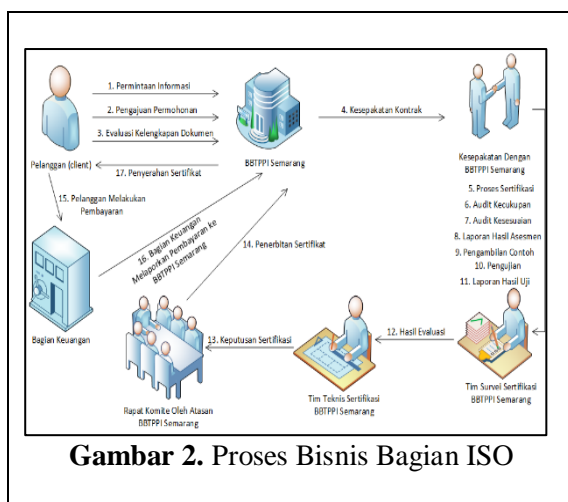 1. Permintaan Informasi
2. Pengajuan Permohonan
3. Evaluasi Kelengkapan Dokumen
4. Kesepakatan Kontrak
Pelanggan (client)
17. Penyerahan Sertifikat
BBTPPI Semarang
Kesepakatan Dengan
BBTPPI Semarang
5. Proses Sertifikasi
6. Audit Kecukupan
7. Audit Kesesuaian
8. Laporan Hasil Asesmen
9. Pengambilan Contoh
10. Pengujian
11. Laporan Hasil Uji
15. Pelanggan Melakukan
Pembayaran
16. Bagian Keuangan
Melaporkan Pembayaran ke
BBTPPI Semarang
14. Penerbitan Sertifikat
Bagian Keuangan
13. Keputusan Sertifikasi
12. Hasil Evaluasi
Rapat Komite Oleh Atasan
BBTPPI Semarang
Tim Teknis Sertifikasi
BBTPPI Semarang
Tim Survei Sertifikasi
BBTPPI Semarang
Gambar 2. Proses Bisnis Bagian ISO